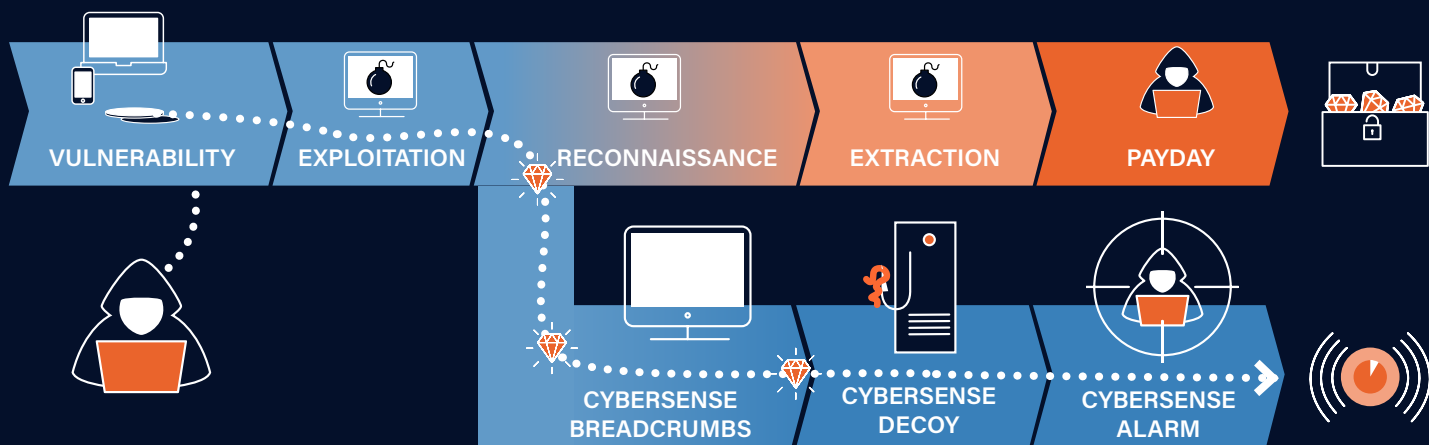 VULNERABILITY
EXPLOITATION
RECONNAISSANCE
EXTRACTION
PAYDAY
CYBERSENSE
BREADCRUMBS
CYBERSENSE
DECOY
CYBERSENSE
ALARM